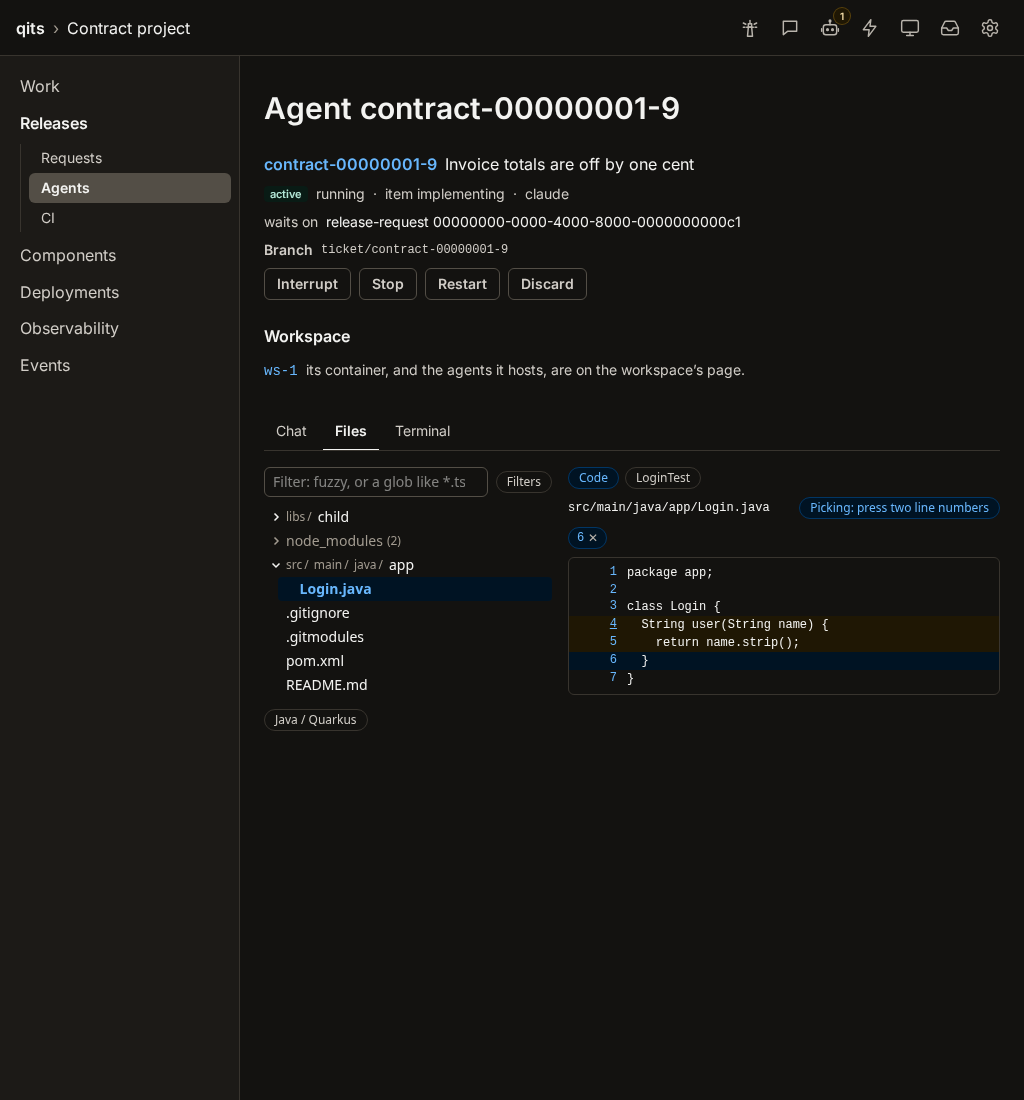 qits › Contract project
1
Work
Releases
Requests
Agents
CI
Components
Deployments
Observability
Events
Agent contract-00000001-9
contract-00000001-9 Invoice totals are off by one cent
active running · item implementing · claude
waits on release-request 00000000-0000-4000-8000-0000000000c1
Branch ticket/contract-00000001-9
Interrupt Stop Restart Discard
Workspace
ws-1 its container, and the agents it hosts, are on the workspace’s page.
Chat Files Terminal
Filter: fuzzy, or a glob like *.ts Filters
libs/ child
node_modules (2)
src/ main/ java/ app
Login.java
.gitignore
.gitmodules
pom.xml
README.md
Java / Quarkus
Code LoginTest
src/main/java/app/Login.java Picking: press two line numbers
6 ✕
1 package app;
2
3 class Login {
4 String user(String name) {
5 return name.strip();
6 }
7 }